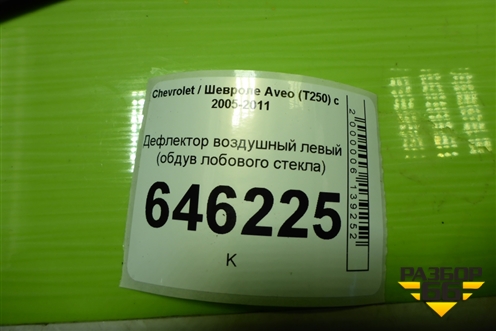 Chevrolet / Шевроле Aveo (T250) с
2005-2011
Дефлектор воздушный левый
(обдув лобового стекла)
646225
К
2000006139252
РАЗБОР